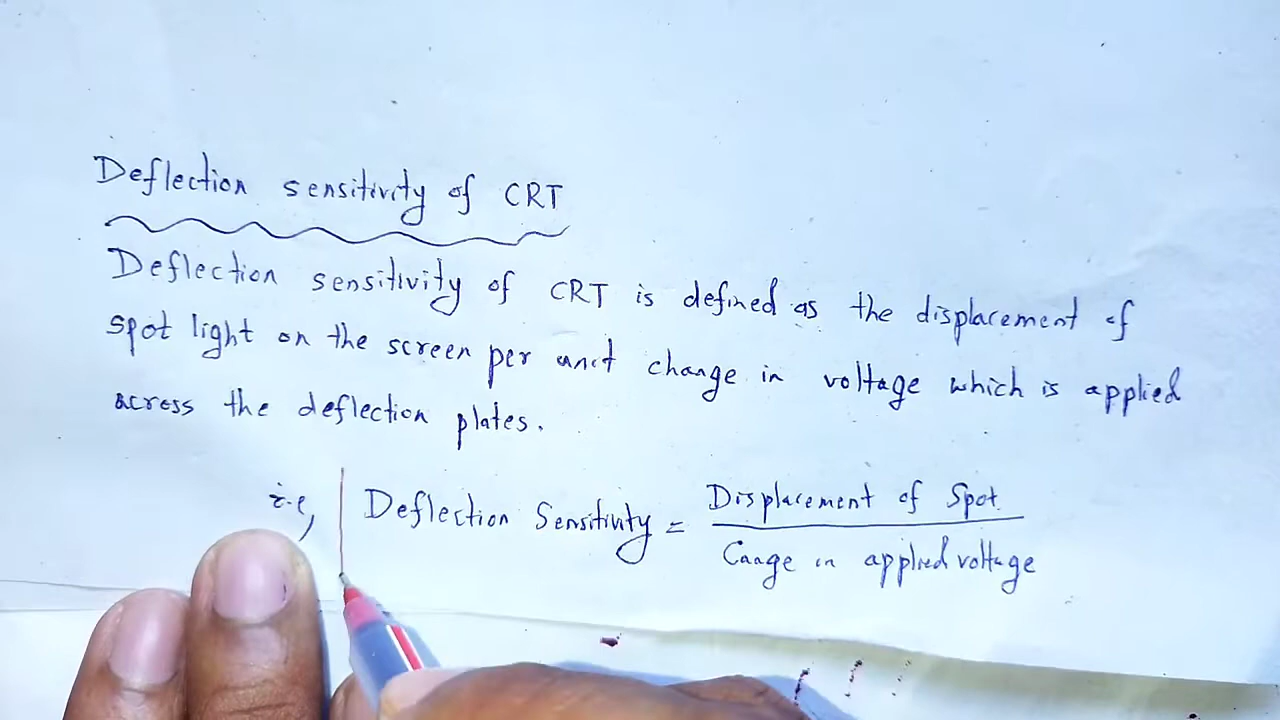 Deflection sensitivity of CRT
Deflection sensitivity of CRT is defined as the displacement of
spot light on the screen per unit change in voltage which is applied
across the deflection plates.
i.e, Deflection Sensitivity = Displacement of Spot
Caage in applied voltage